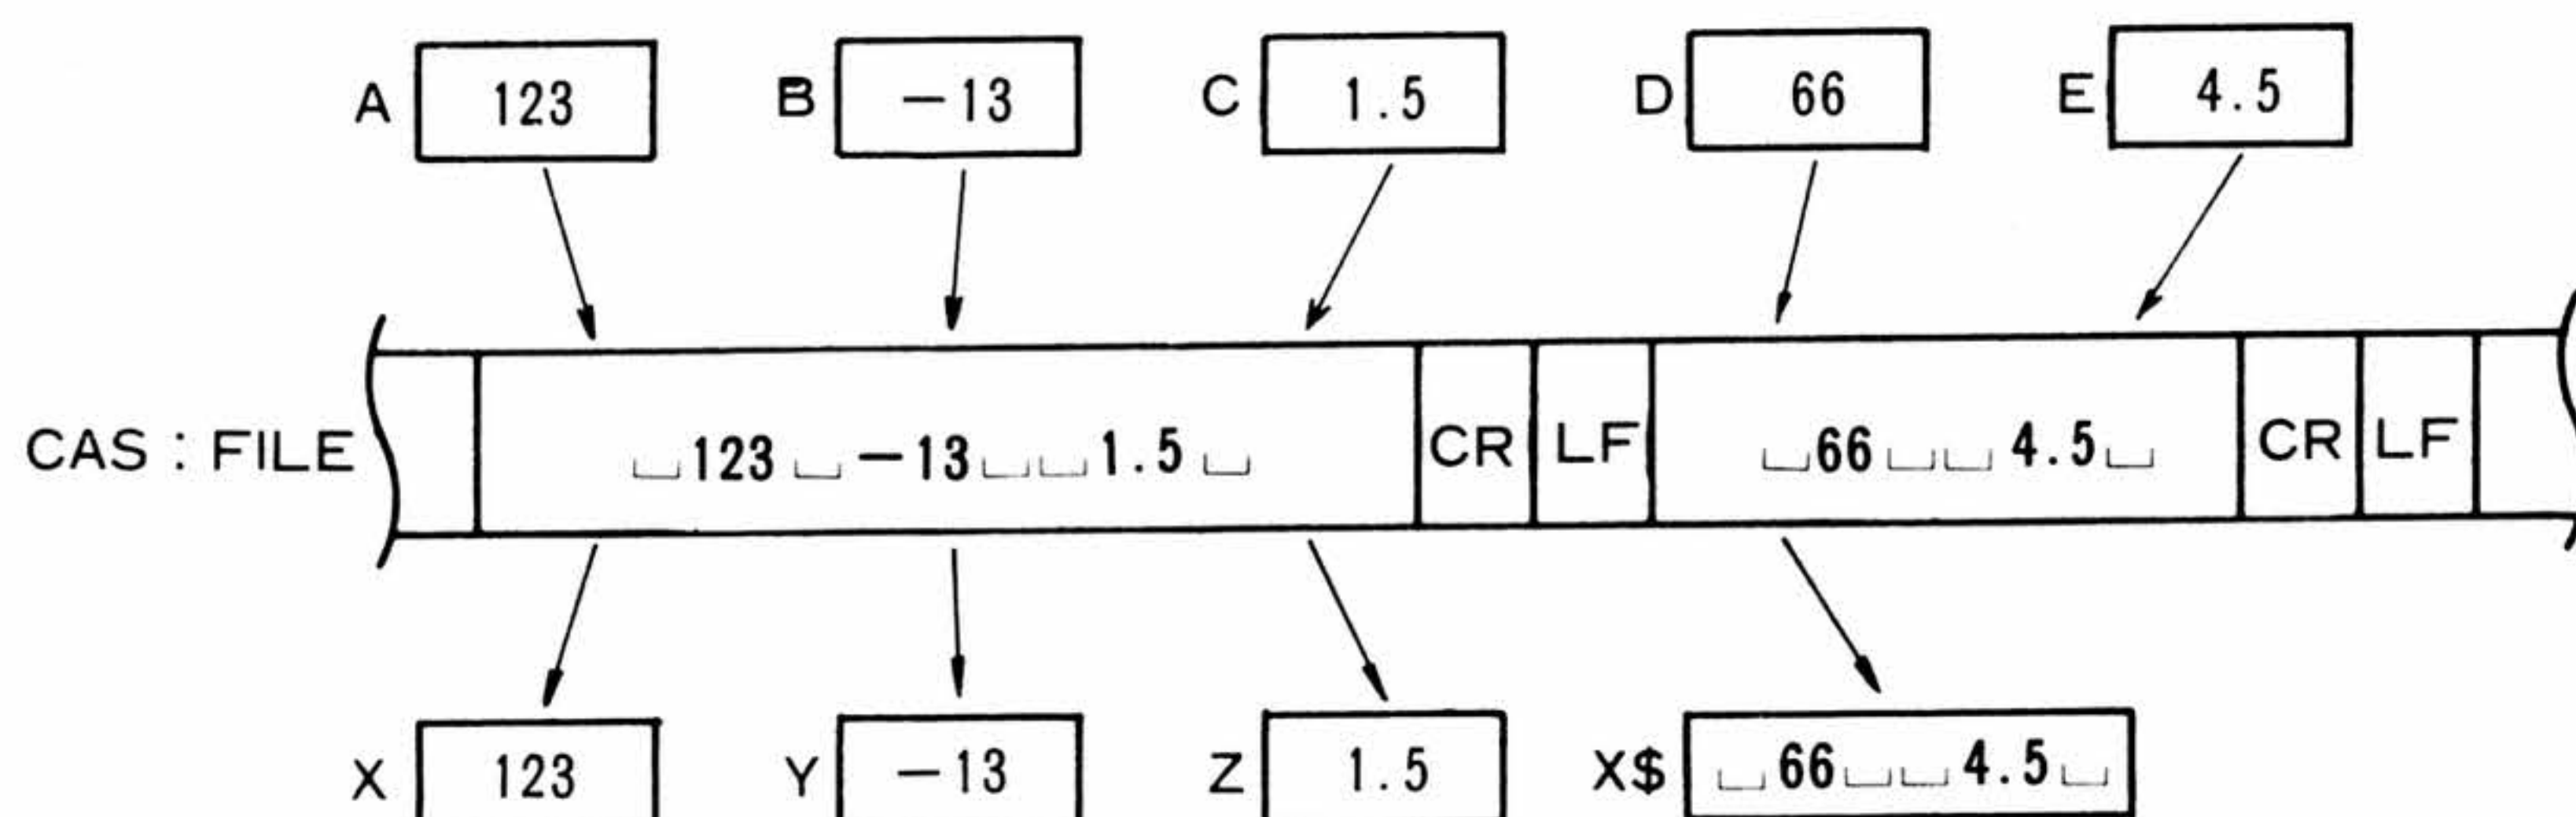 A 123 B −13 C 1.5 D 66 E 4.5
CAS : FILE ␣123␣−13␣␣1.5␣ CR LF ␣66␣␣4.5␣ CR LF
X 123 Y −13 Z 1.5 X$ ␣66␣␣4.5␣